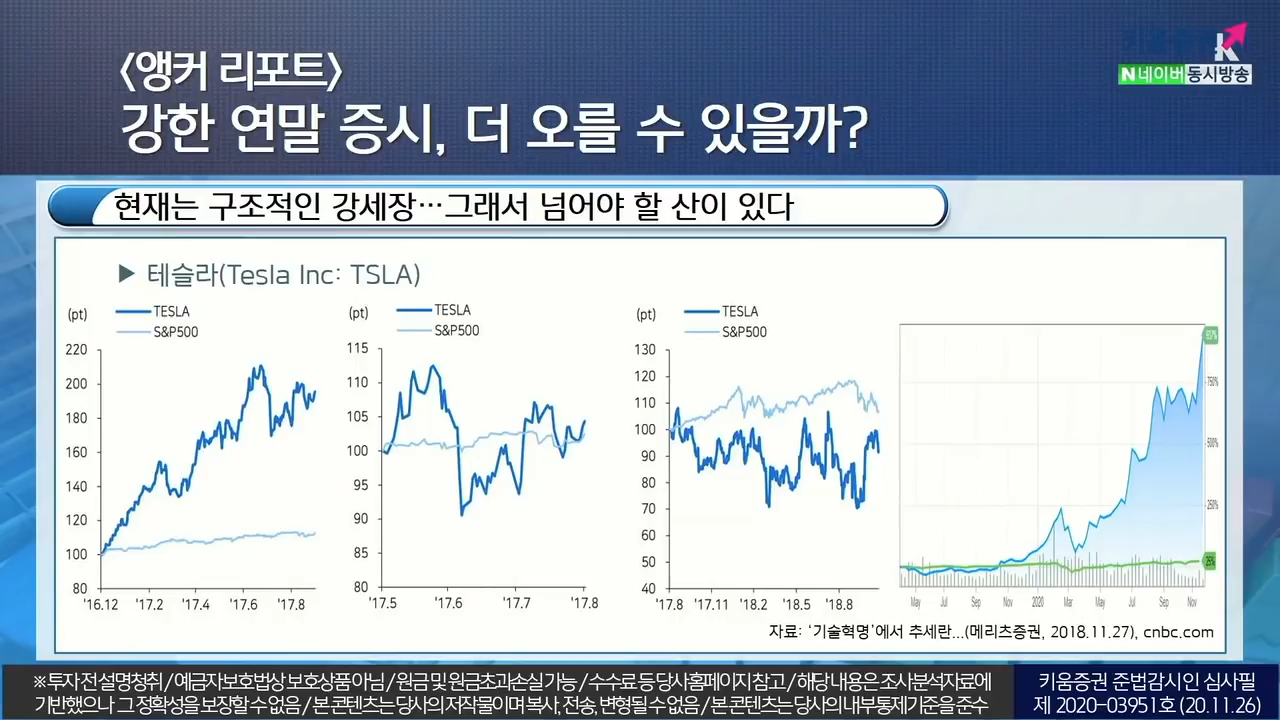 <앵커 리포트>
강한 연말 증시, 더 오를 수 있을까?
K
N 네이버 동시방송
현재는 구조적인 강세장…그래서 넘어야 할 산이 있다
▶ 테슬라(Tesla Inc: TSLA)
(pt)
TESLA
S&P500
220
200
180
160
140
120
100
80
'16.12 '17.2 '17.4 '17.6 '17.8
(pt)
TESLA
S&P500
115
110
105
100
95
90
85
80
'17.5 '17.6 '17.7 '17.8
(pt)
TESLA
S&P500
130
120
110
100
90
80
70
60
50
40
'17.8 '17.11 '18.2 '18.5 '18.8
750%
500%
250%
25%
May Jul Sep Nov 2020 Mar May Jul Sep Nov
자료: ‘기술혁명’에서 추세란…(메리츠증권, 2018.11.27), cnbc.com
※ 투자 전 설명청취 / 예금자보호법상 보호상품 아님 / 원금 및 원금초과손실 가능 / 수수료 등 당사홈페이지 참고 / 해당 내용은 조사분석자료에
기반했으나 그 정확성을 보장할 수 없음 / 본 콘텐츠는 당사의 저작물이며 복사, 전송, 변형될 수 없음 / 본 콘텐츠는 당사의 내부통제기준을 준수
키움증권 준법감시인 심사필
제 2020-03951호 (20.11.26)